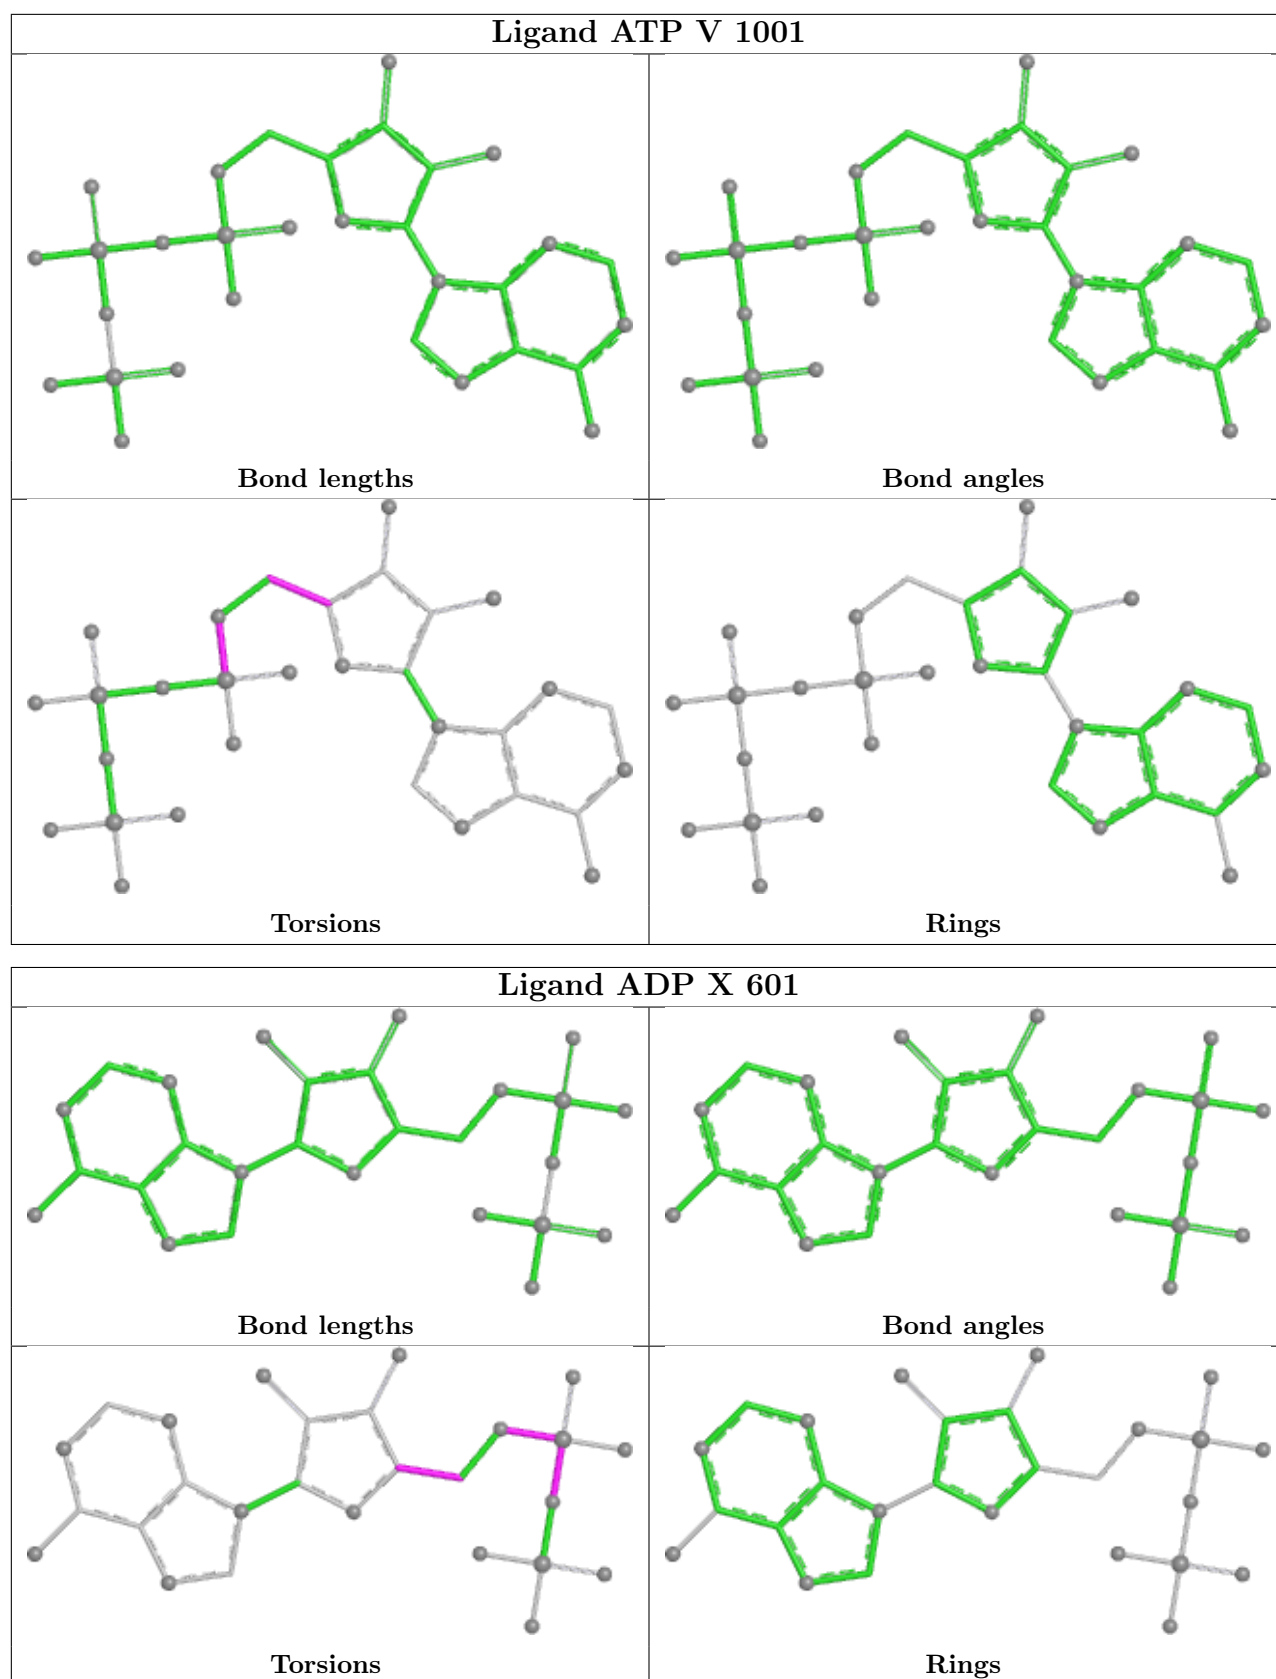 Ligand ATP V 1001
Bond lengths
Bond angles
Torsions
Rings
Ligand ADP X 601
Bond lengths
Bond angles
Torsions
Rings